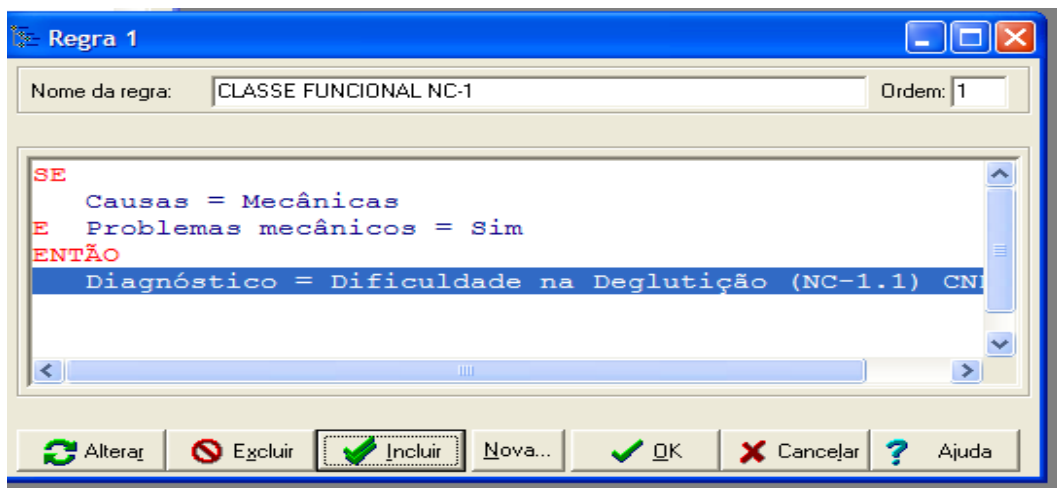 Regra 1
Nome da regra: CLASSE FUNCIONAL NC-1 Ordem: 1
SE
Causas = Mecânicas
E Problemas mecânicos = Sim
ENTÃO
Diagnóstico = Dificuldade na Deglutição (NC-1.1)
Alterar Excluir Incluir Nova... OK Cancelar Ajuda